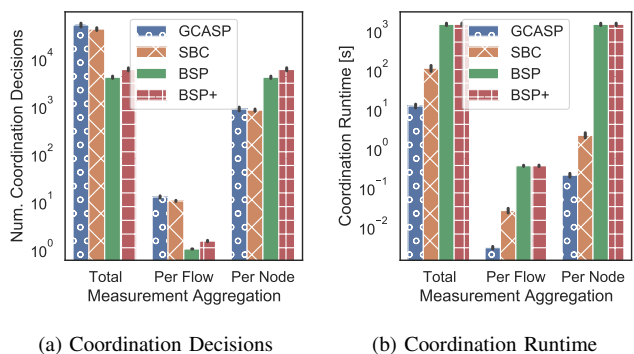 Num. Coordination Decisions
10^4
10^3
10^2
10^1
10^0
GCASP
SBC
BSP
BSP+
Total Per Flow Per Node
Measurement Aggregation
(a) Coordination Decisions
Coordination Runtime [s]
10^3
10^2
10^1
10^0
10^-1
10^-2
GCASP
SBC
BSP
BSP+
Total Per Flow Per Node
Measurement Aggregation
(b) Coordination Runtime